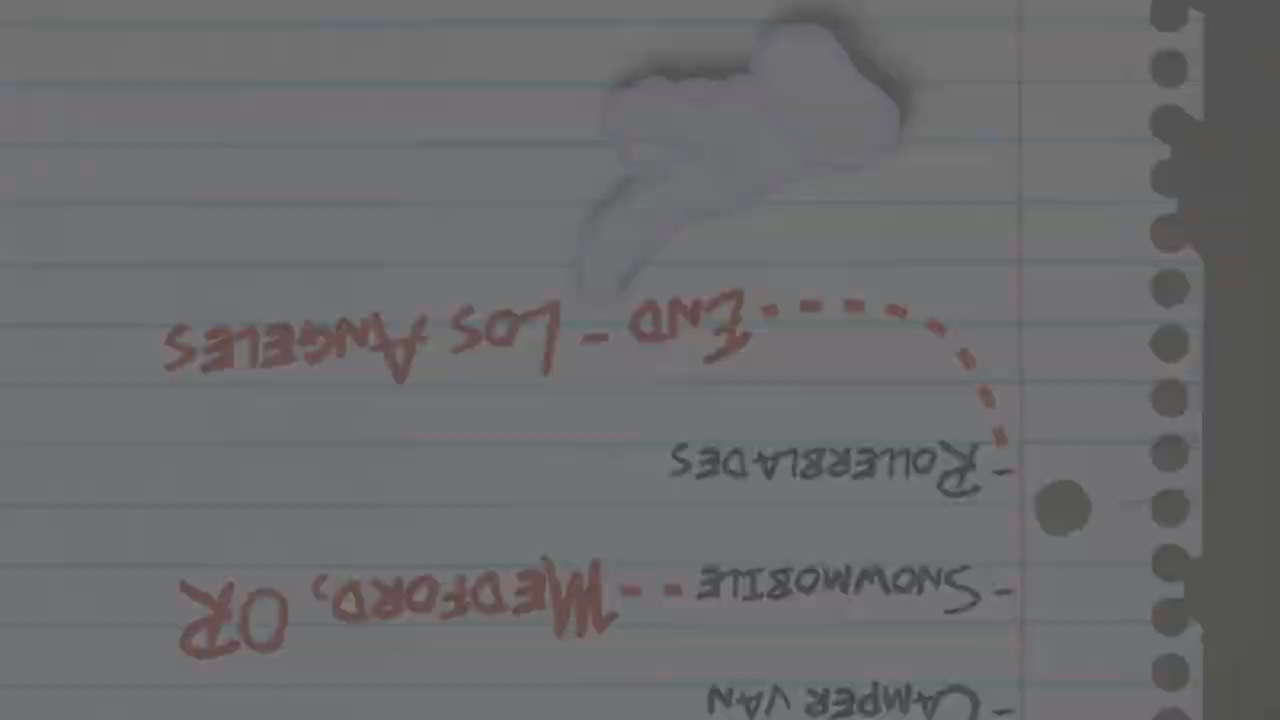 - CAMPER VAN
- SNOWMOBILE -- MEDFORD, OR
- ROLLERBLADES
---- END - LOS ANGELES